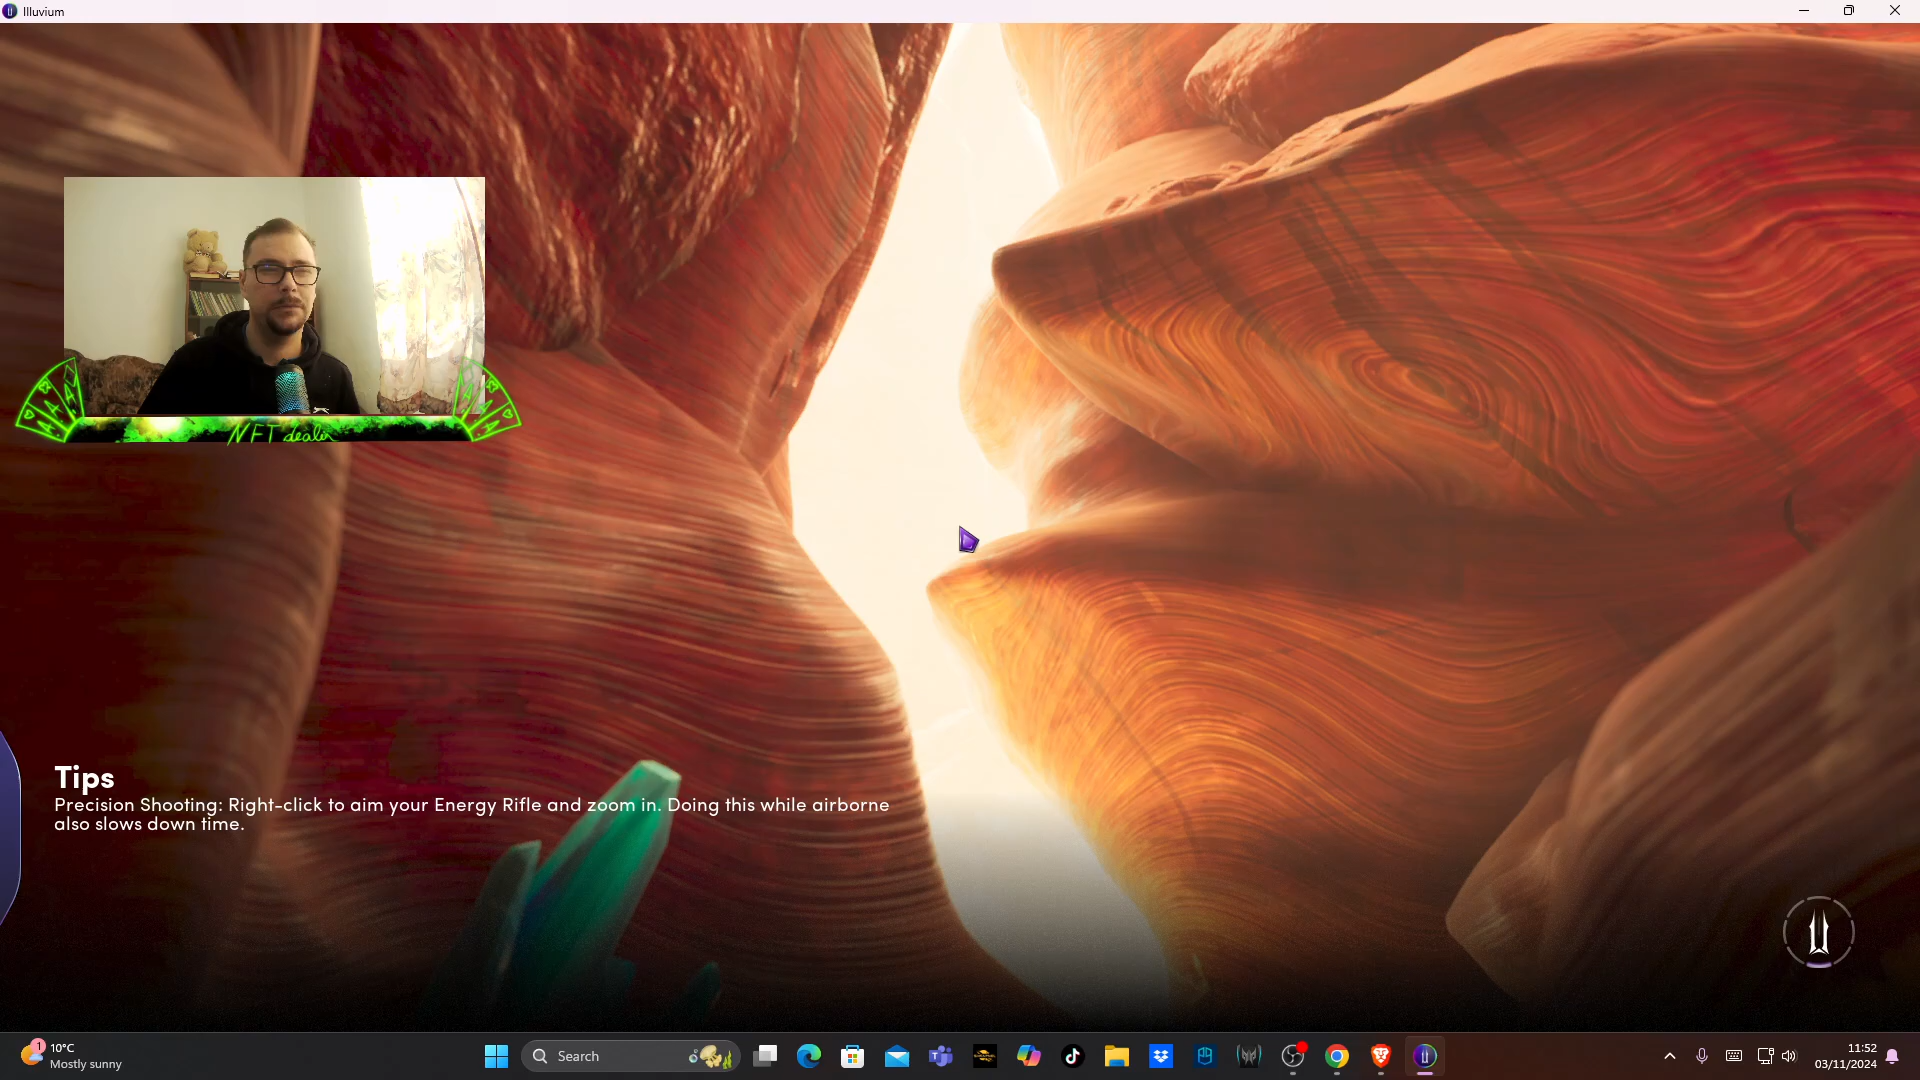 Illuvium
NFT dealer
Tips
Precision Shooting: Right-click to aim your Energy Rifle and zoom in. Doing this while airborne
also slows down time.
1
10°C
Mostly sunny
Search
11:52
03/11/2024